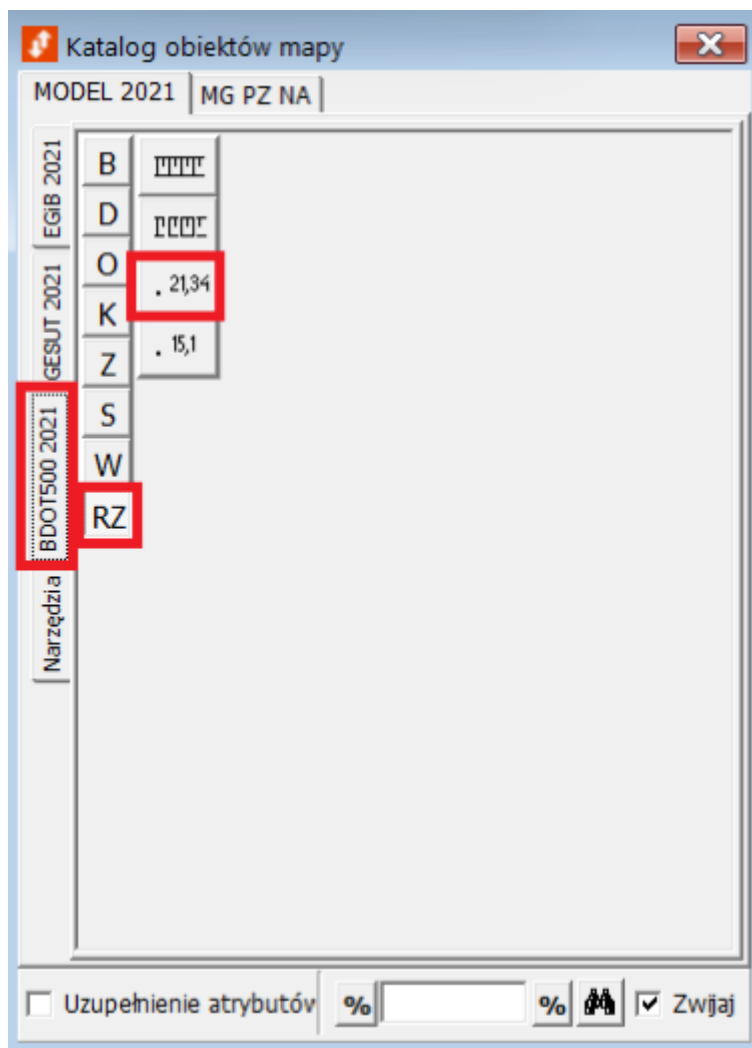 Katalog obiektów mapy
MODEL 2021
MG PZ NA
EGiB 2021
GESUT 2021
BDOT500 2021
Narzędzia
B
D
O
K
Z
S
W
RZ
. 21,34
. 15,1
Uzupełnienie atrybutów
%
%
Zwijaj